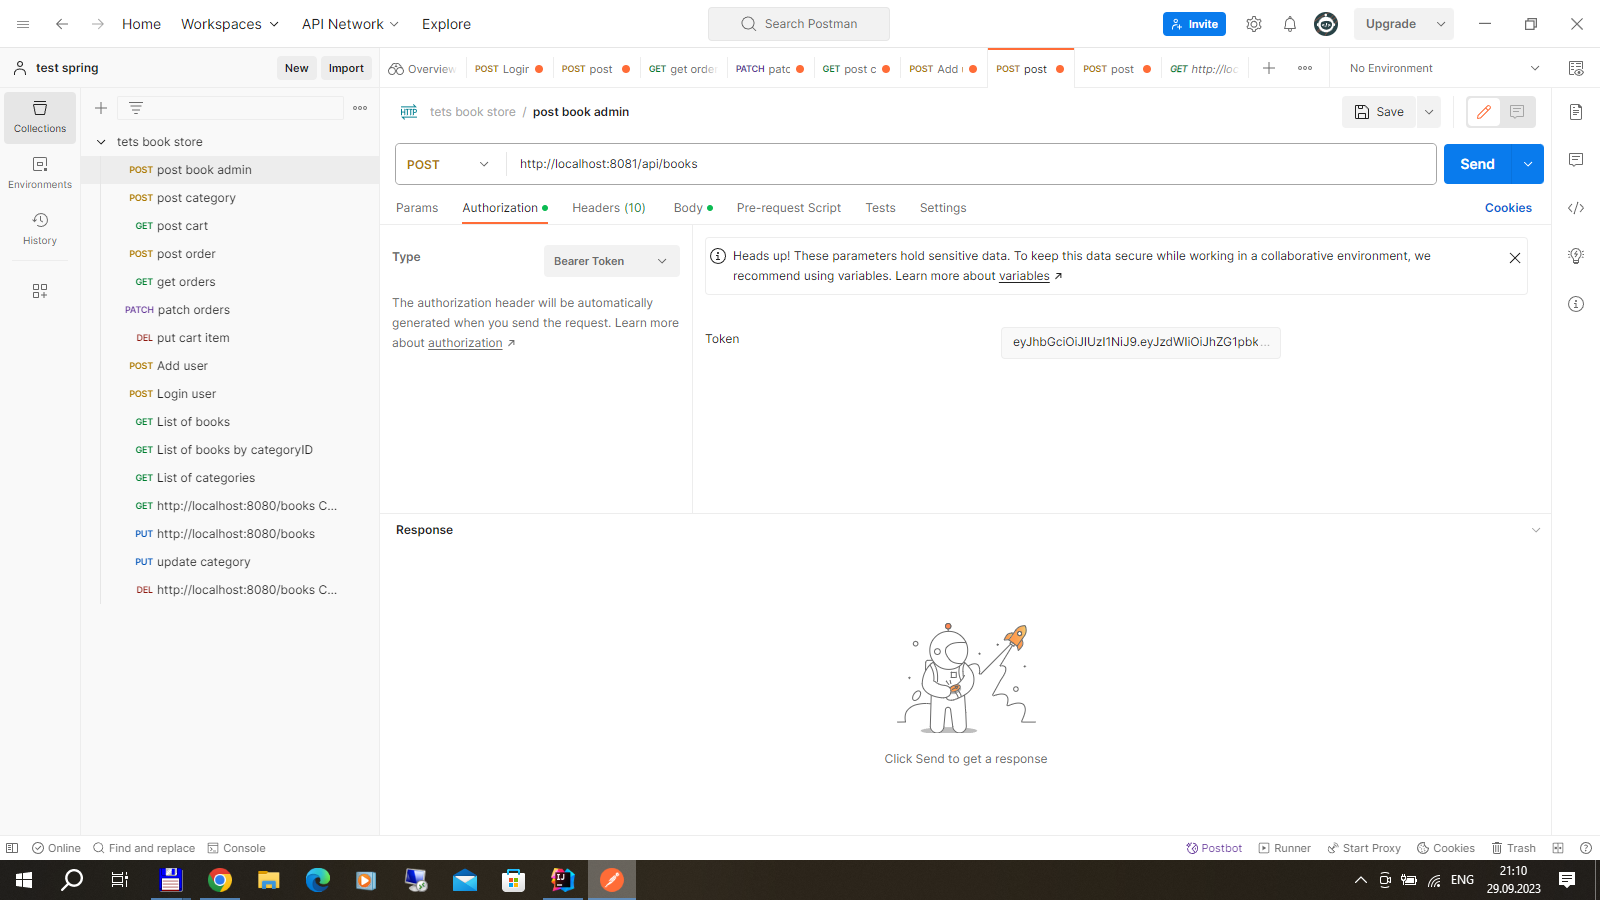 Home
Workspaces
API Network
Explore
Search Postman
Invite
Upgrade
test spring
New
Import
Overview
POST Login
POST post
GET get orde
PATCH patc
POST post
POST post
No Environment
Collections
Environments
History
tets book store
POST post book admin
POST post category
GET post cart
POST post order
GET get orders
PATCH patch orders
DEL put cart item
POST Add user
POST Login user
GET List of books
GET List of books by categoryID
GET List of categories
GET http://localhost:8080/books C...
PUT http://localhost:8080/books
PUT update category
DEL http://localhost:8080/books C...
HTTP tets book store / post book admin
Save
POST
http://localhost:8081/api/books
Send
Params
Authorization
Headers (10)
Body
Pre-request Script
Tests
Settings
Cookies
Type
Bearer Token
The authorization header will be automatically
generated when you send the request. Learn more
about authorization
Heads up! These parameters hold sensitive data. To keep this data secure while working in a collaborative environment, we
recommend using variables. Learn more about variables
Token
eyJhbGciOiJIUzI1NiJ9.eyJzdWIiOiJhZG1pbk...
Response
Click Send to get a response
Online
Find and replace
Console
Postbot
Runner
Start Proxy
Cookies
Trash
ENG
21:10
29.09.2023